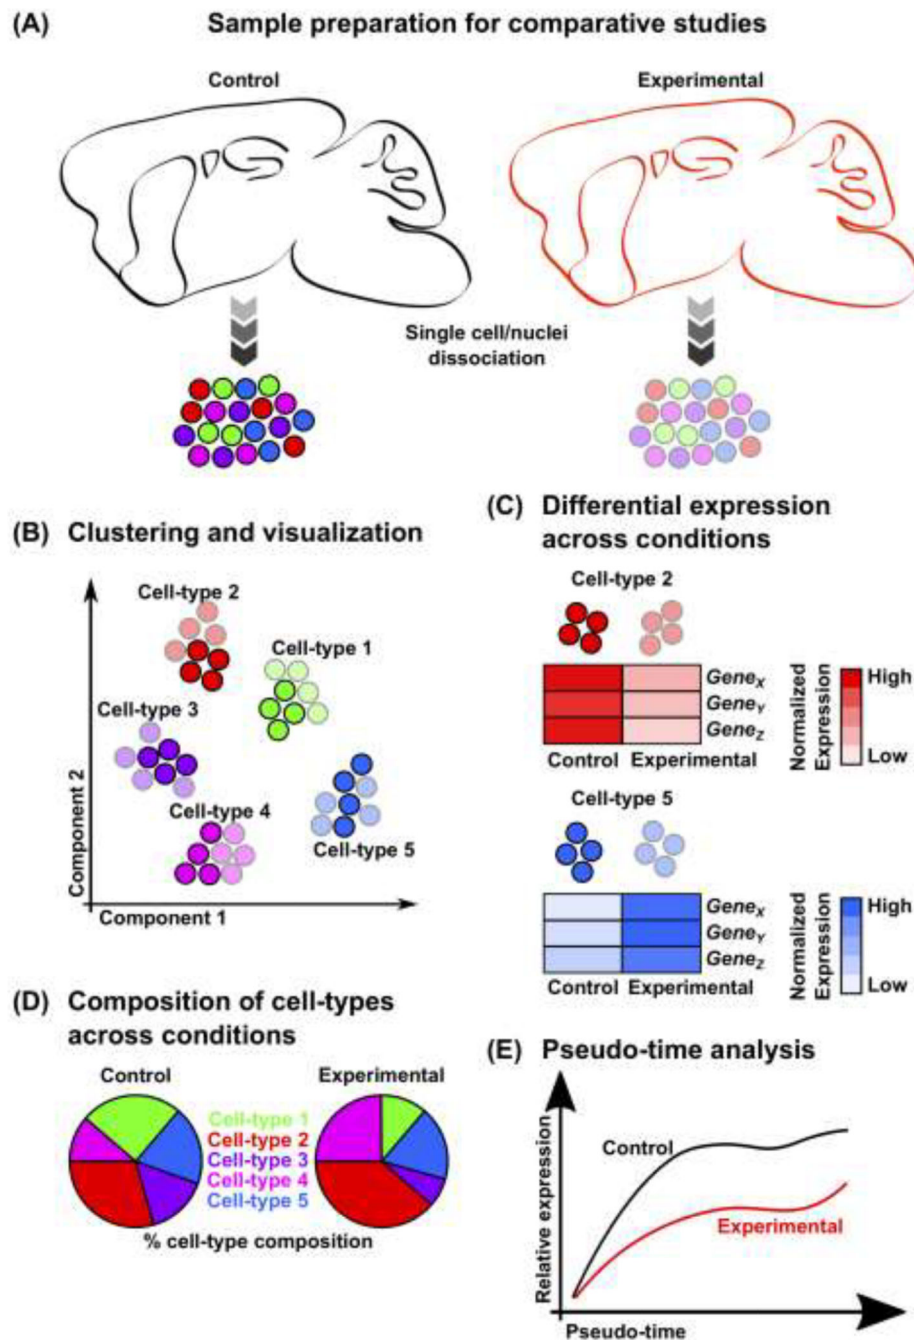 (A) Sample preparation for comparative studies
Control
Experimental
Single cell/nuclei
dissociation
(B) Clustering and visualization
Cell-type 2
Cell-type 1
Cell-type 3
Cell-type 4
Cell-type 5
Component 2
Component 1
(C) Differential expression
across conditions
Cell-type 2
GeneX
GeneY
GeneZ
Control Experimental
Normalized
Expression
High
Low
Cell-type 5
GeneX
GeneY
GeneZ
Control Experimental
Normalized
Expression
High
Low
(D) Composition of cell-types
across conditions
Control
Experimental
Cell-type 1
Cell-type 2
Cell-type 3
Cell-type 4
Cell-type 5
% cell-type composition
(E) Pseudo-time analysis
Relative expression
Control
Experimental
Pseudo-time